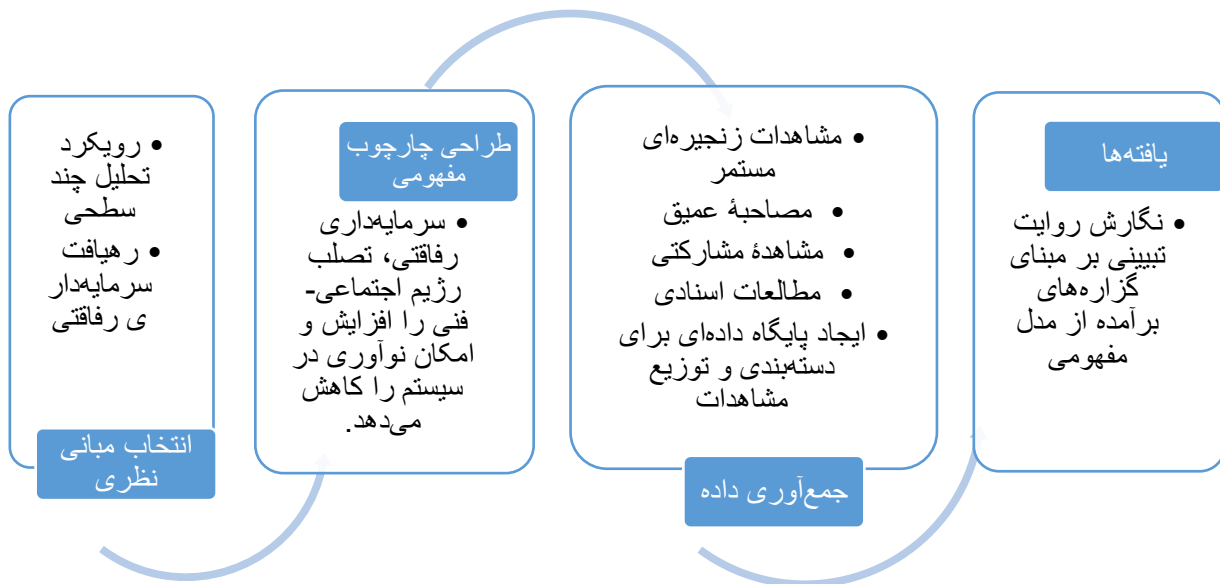 رویکرد
تحلیل چند
سطحی
رهیافت
سرمایه‌دار
ی رفاقتی
انتخاب مبانی
نظری
طراحی چارچوب
مفهومی
سرمایه‌داری
رفاقتی، تصلب
رژیم اجتماعی-
فنی را افزایش و
امکان نوآوری در
سیستم را کاهش
می‌دهد.
مشاهدات زنجیره‌ای
مستمر
مصاحبهٔ عمیق
مشاهدهٔ مشارکتی
مطالعات اسنادی
ایجاد پایگاه داده‌ای برای
دسته‌بندی و توزیع
مشاهدات
جمع‌آوری داده
یافته‌ها
نگارش روایت
تبیینی بر مبنای
گزاره‌های
برآمده از مدل
مفهومی